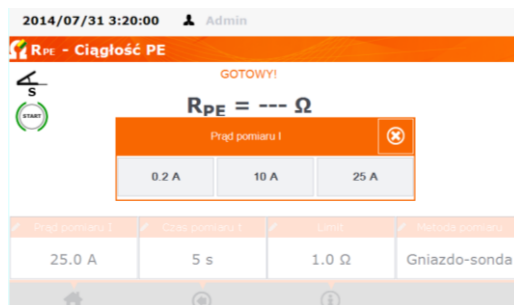 2014/07/31 3:20:00 Admin
RPE - Ciągłość PE
GOTOWY!
S
START
RPE = --- Ω
Prąd pomiaru I
0.2 A 10 A 25 A
Prąd pomiaru I Czas pomiaru t Limit Metoda pomiaru
25.0 A 5 s 1.0 Ω Gniazdo-sonda